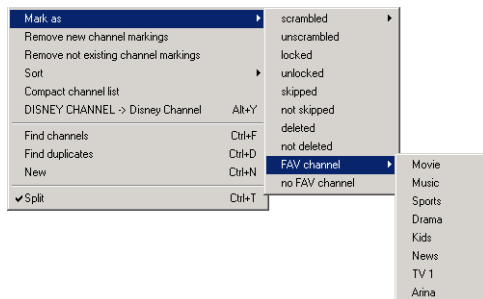 Mark as
Remove new channel markings
Remove not existing channel markings
Sort
Compact channel list
DISNEY CHANNEL -> Disney Channel Alt+Y
Find channels Ctrl+F
Find duplicates Ctrl+D
New Ctrl+N
Split Ctrl+T
scrambled
unscrambled
locked
unlocked
skipped
not skipped
deleted
not deleted
FAV channel
no FAV channel
Movie
Music
Sports
Drama
Kids
News
TV 1
Arina